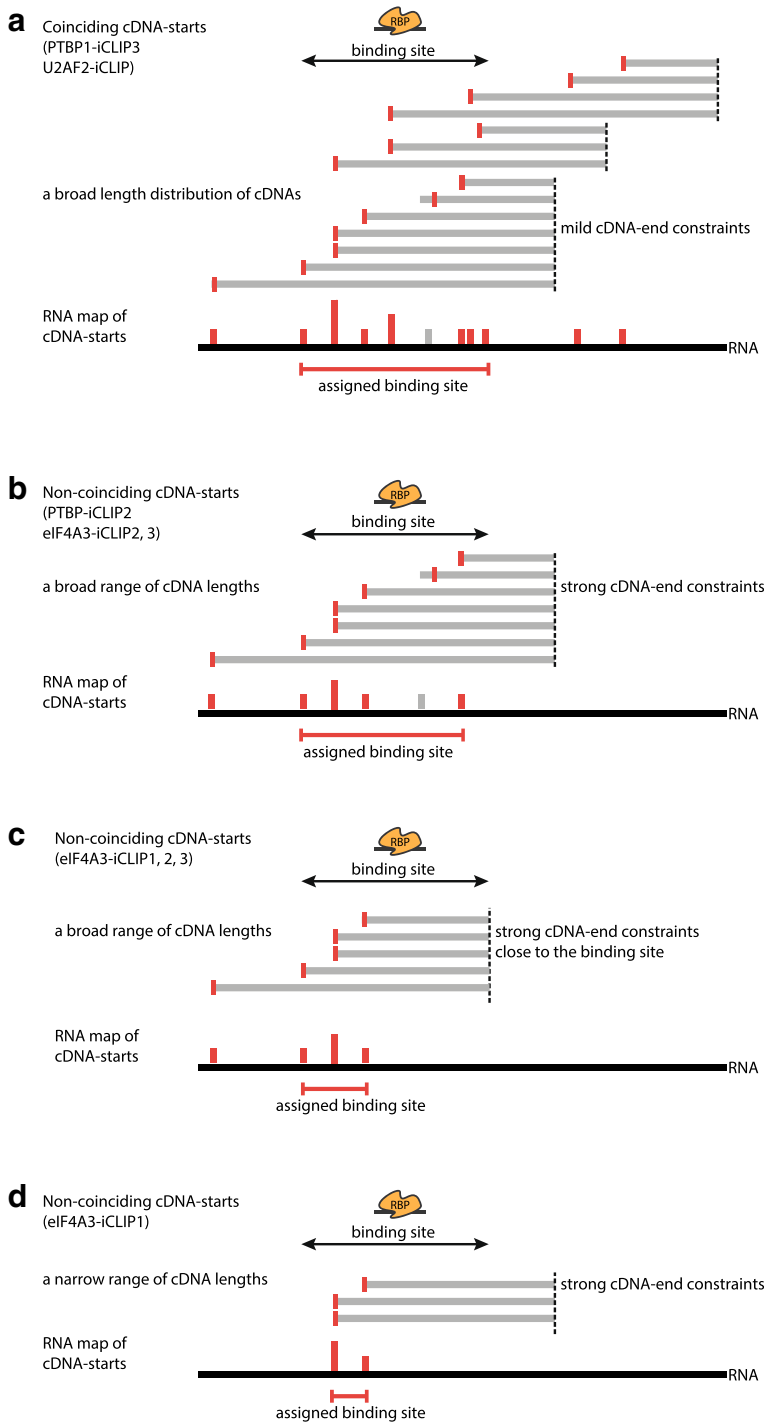 a
Coinciding cDNA-starts
(PTBP1-iCLIP3
U2AF2-iCLIP)
RBP
binding site
a broad length distribution of cDNAs
mild cDNA-end constraints
RNA map of
cDNA-starts
RNA
assigned binding site
b
Non-coinciding cDNA-starts
(PTBP-iCLIP2
eIF4A3-iCLIP2, 3)
RBP
binding site
a broad range of cDNA lengths
strong cDNA-end constraints
RNA map of
cDNA-starts
RNA
assigned binding site
c
Non-coinciding cDNA-starts
(eIF4A3-iCLIP1, 2, 3)
RBP
binding site
a broad range of cDNA lengths
strong cDNA-end constraints
close to the binding site
RNA map of
cDNA-starts
RNA
assigned binding site
d
Non-coinciding cDNA-starts
(eIF4A3-iCLIP1)
RBP
binding site
a narrow range of cDNA lengths
strong cDNA-end constraints
RNA map of
cDNA-starts
RNA
assigned binding site